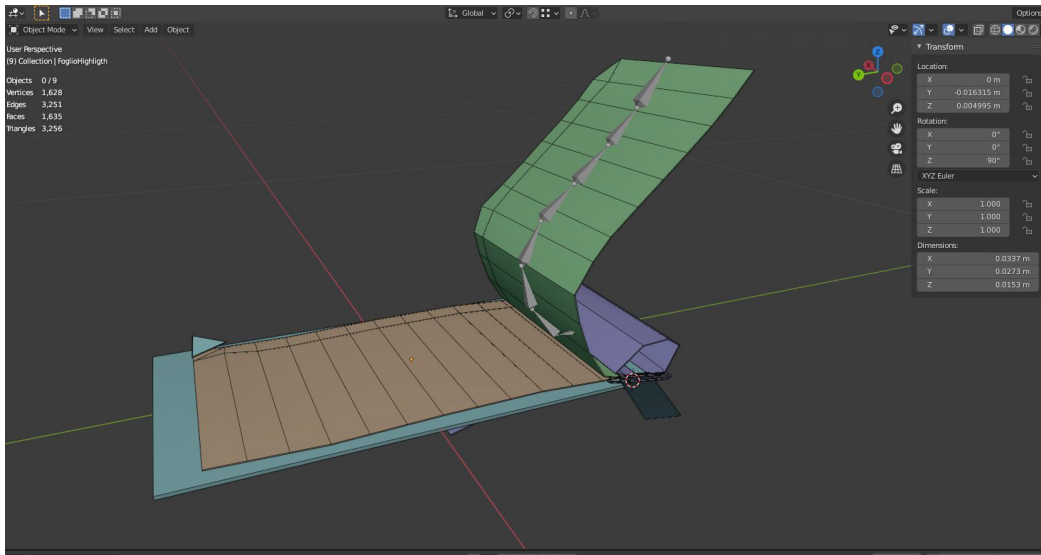 Global
Options
Object Mode View Select Add Object
User Perspective
(9) Collection | FoglioHighligth
Objects 0/9
Vertices 1,628
Edges 3,251
Faces 1,635
Triangles 3,256
Z
X
Y
Transform
Location:
X 0 m
Y -0.016315 m
Z 0.004995 m
Rotation:
X 0°
Y 0°
Z 90°
XYZ Euler
Scale:
X 1.000
Y 1.000
Z 1.000
Dimensions:
X 0.0337 m
Y 0.0273 m
Z 0.0153 m